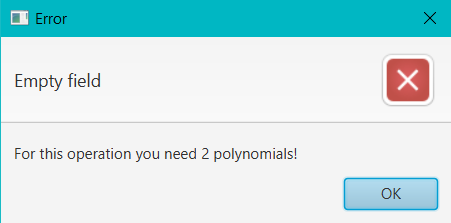 Error
Empty field
For this operation you need 2 polynomials!
OK